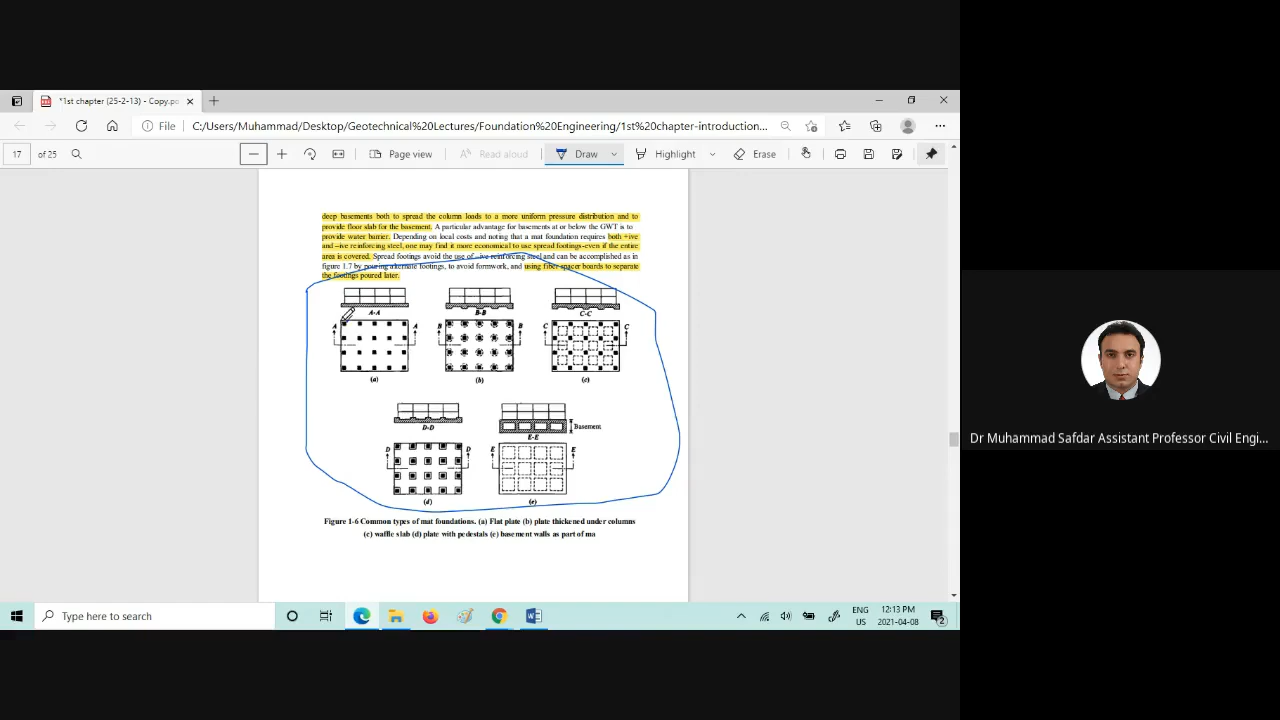 *1st chapter (25-2-13) - Copy.pd
File C:/Users/Muhammad/Desktop/Geotechnical%20Lectures/Foundation%20Engineering/1st%20chapter-introduction...
17 of 25 Page view Read aloud Draw Highlight Erase
deep basements both to spread the column loads to a more uniform pressure distribution and to
provide floor slab for the basement. A particular advantage for basements at or below the GWT is to
provide water barrier. Depending on local costs and noting that a mat foundation requires both +ive
and –ive reinforcing steel, one may find it more economical to use spread footings-even if the entire
area is covered. Spread footings avoid the use of –ive reinforcing steel and can be accomplished as in
figure 1.7 by pouring alternate footings, to avoid formwork, and using fiber spacer boards to separate
the footings poured later.
A-A B-B C-C
A A B B C C
(a) (b) (c)
D-D E-E Basement
D D E E
(d) (e)
Figure 1-6 Common types of mat foundations. (a) Flat plate (b) plate thickened under columns
(c) waffle slab (d) plate with pedestals (e) basement walls as part of ma
Dr Muhammad Safdar Assistant Professor Civil Engi...
Type here to search
ENG
US
12:13 PM
2021-04-08
2